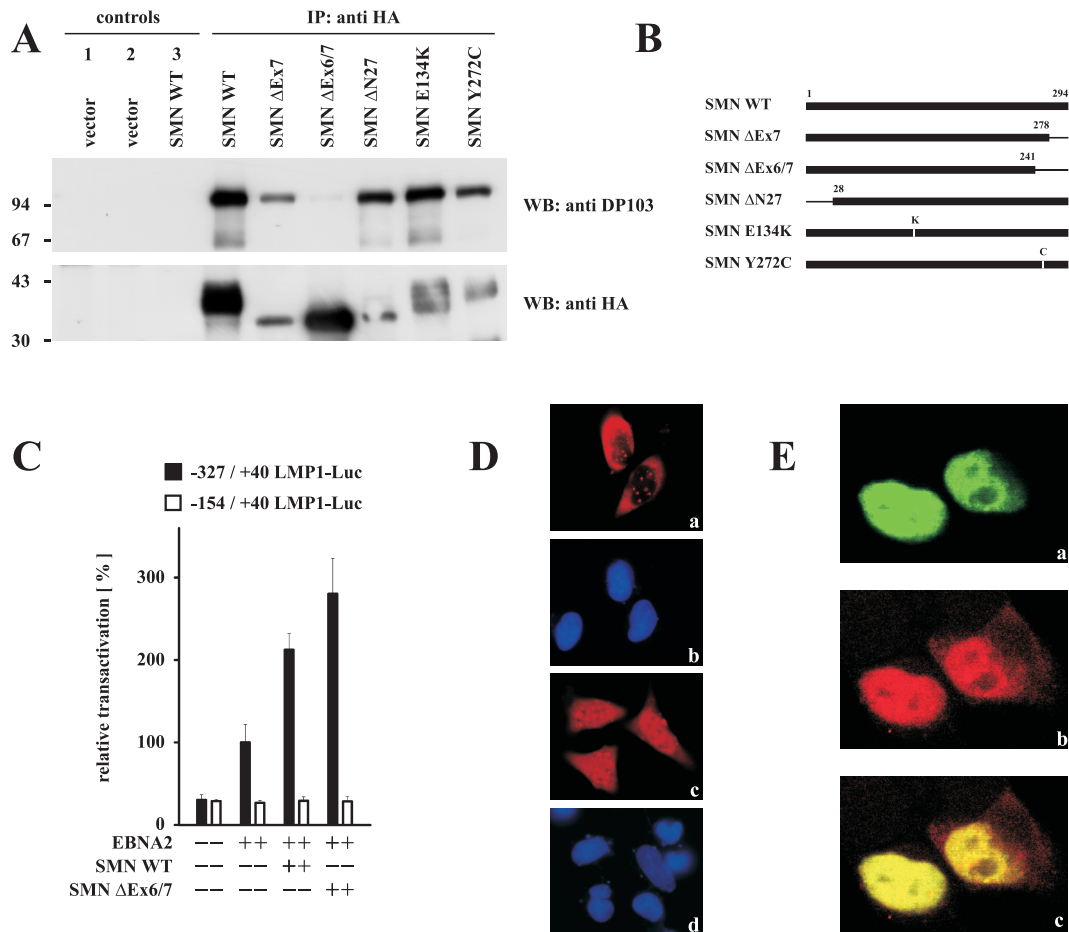 A
controls
IP: anti HA
1
2
3
vector
vector
SMN WT
SMN WT
SMN ΔEx7
SMN ΔEx6/7
SMN ΔN27
SMN E134K
SMN Y272C
94
67
WB: anti DP103
43
30
WB: anti HA
B
1
294
SMN WT
278
SMN ΔEx7
241
SMN ΔEx6/7
28
SMN ΔN27
K
SMN E134K
C
SMN Y272C
C
-327 / +40 LMP1-Luc
-154 / +40 LMP1-Luc
relative transactivation [ % ]
300
200
100
0
EBNA2 −− ++ ++ ++
SMN WT −− −− ++ −−
SMN ΔEx6/7 −− −− −− ++
D
a
b
c
d
E
a
b
c